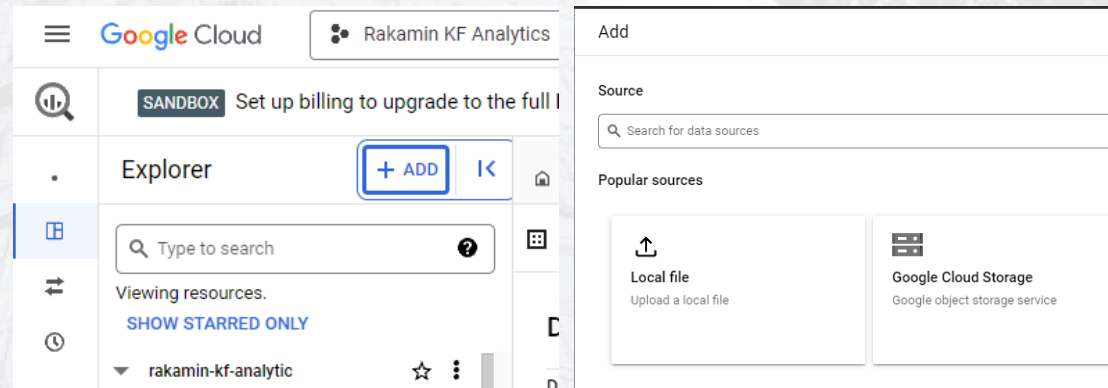 Google Cloud
Rakamin KF Analytics
SANDBOX Set up billing to upgrade to the full
Explorer
+ ADD
Type to search
Viewing resources.
SHOW STARRED ONLY
rakamin-kf-analytic
Add
Source
Search for data sources
Popular sources
Local file
Upload a local file
Google Cloud Storage
Google object storage service